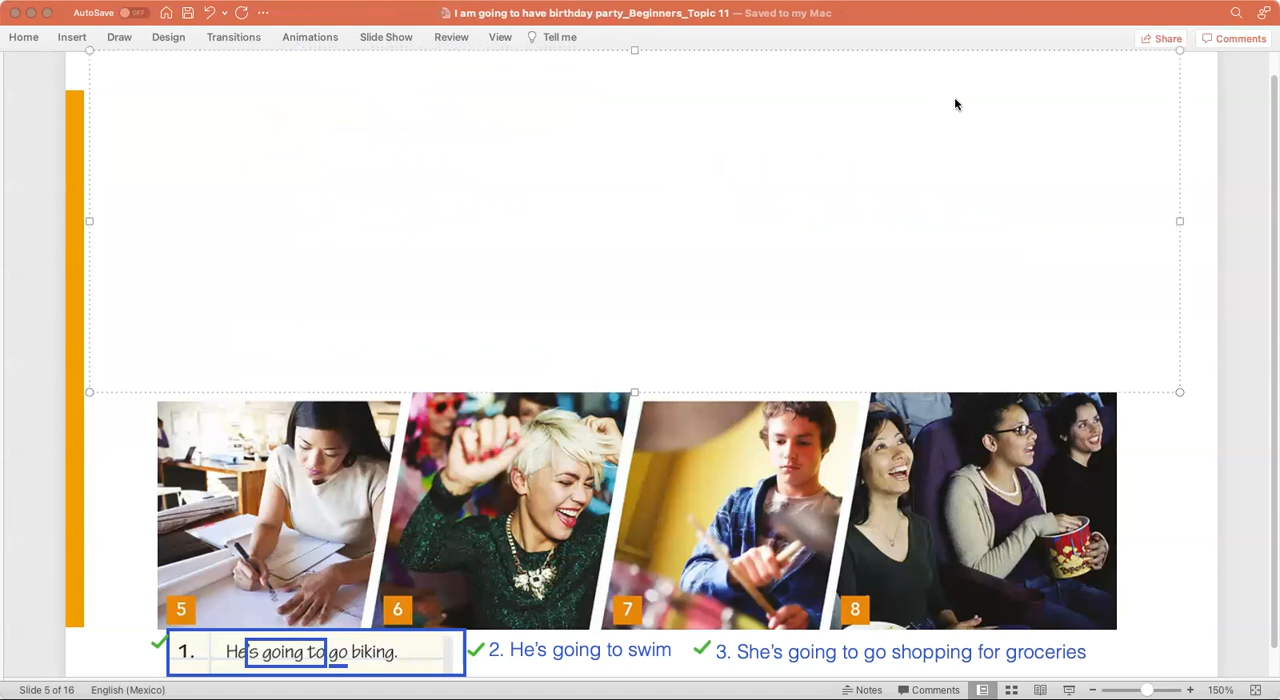 AutoSave OFF
I am going to have birthday party_Beginners_Topic 11 — Saved to my Mac
Home Insert Draw Design Transitions Animations Slide Show Review View Tell me Share Comments
5 6 7 8
1. He's going to go biking. 2. He's going to swim 3. She's going to go shopping for groceries
Slide 5 of 16 English (Mexico) Notes Comments 150%